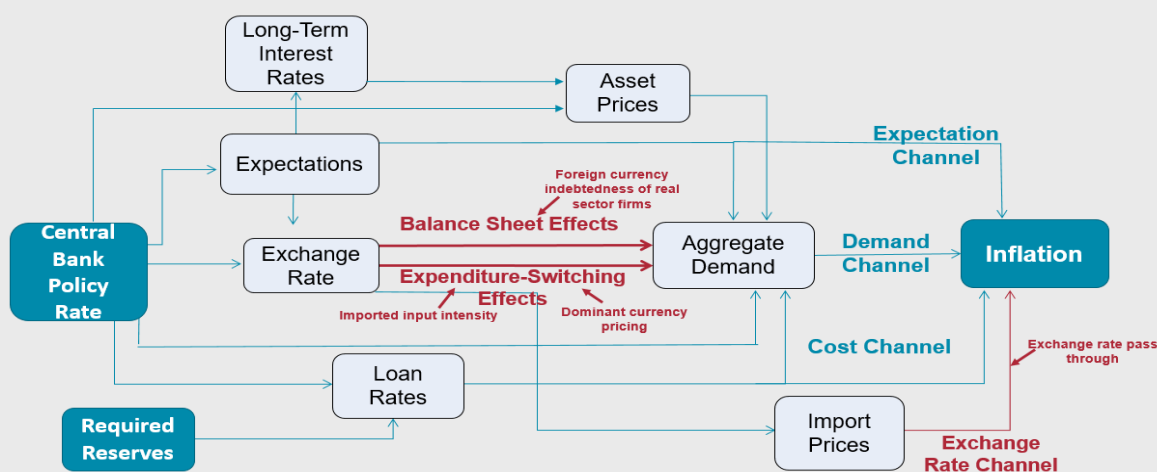 Long-Term
Interest
Rates
Asset
Prices
Expectation
Channel
Expectations
Foreign currency
indebtedness of real
sector firms
Balance Sheet Effects
Central
Bank
Policy
Rate
Exchange
Rate
Aggregate
Demand
Demand
Channel
Inflation
Expenditure-Switching
Effects
Imported input intensity
Dominant currency
pricing
Cost Channel
Exchange rate pass
through
Loan
Rates
Required
Reserves
Import
Prices
Exchange
Rate Channel